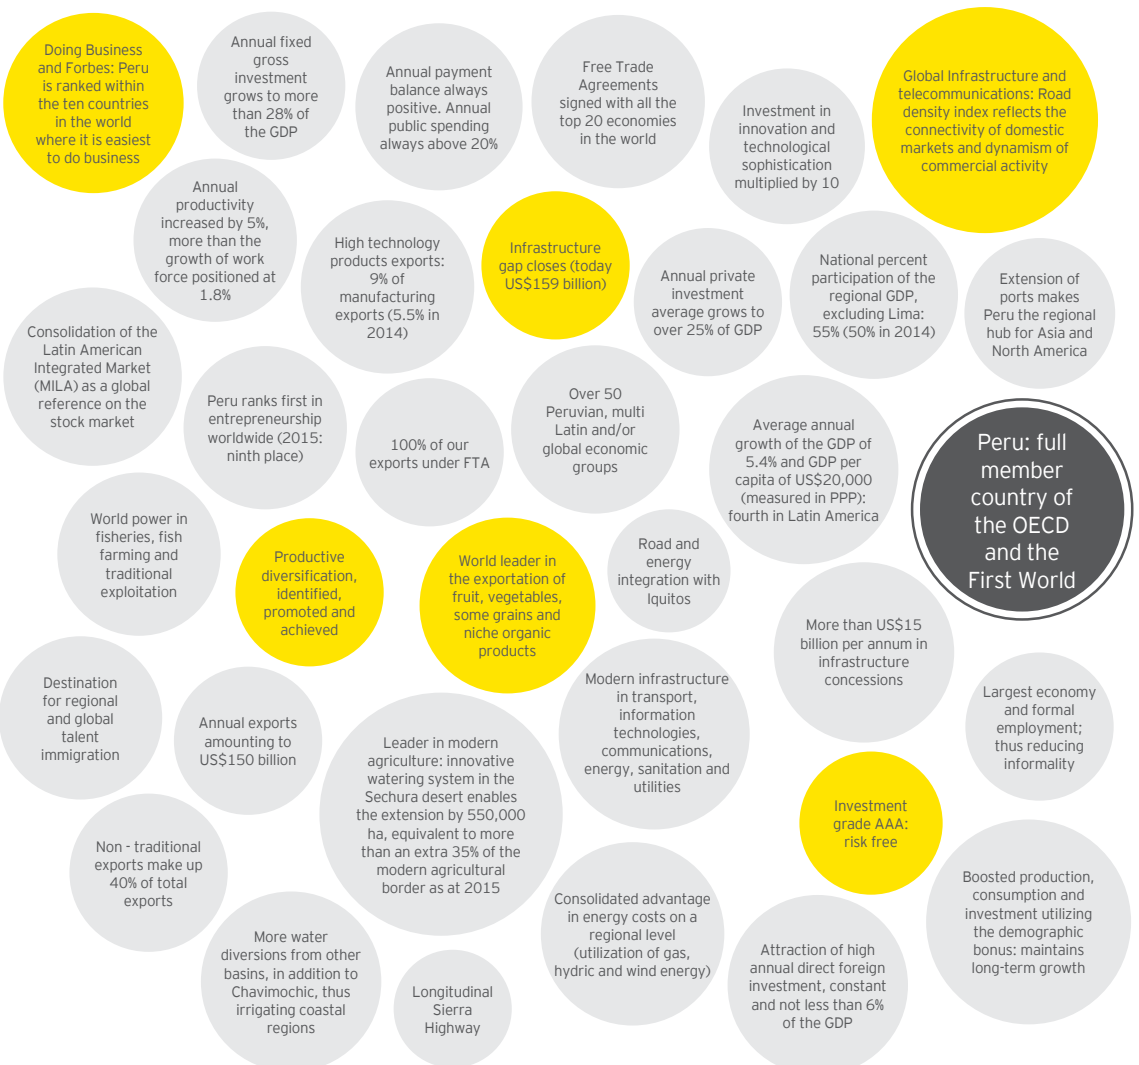 Doing Business
and Forbes: Peru
is ranked within
the ten countries
in the world
where it is easiest
to do business
Annual fixed
gross
investment
grows to more
than 28% of
the GDP
Annual payment
balance always
positive. Annual
public spending
always above 20%
Free Trade
Agreements
signed with all the
top 20 economies
in the world
Investment in
innovation and
technological
sophistication
multiplied by 10
Global Infrastructure and
telecommunications: Road
density index reflects the
connectivity of domestic
markets and dynamism of
commercial activity
Annual
productivity
increased by 5%,
more than the
growth of work
force positioned at
1.8%
High technology
products exports:
9% of
manufacturing
exports (5.5% in
2014)
Infrastructure
gap closes (today
US$159 billion)
Annual private
investment
average grows to
over 25% of GDP
National percent
participation of the
regional GDP,
excluding Lima:
55% (50% in 2014)
Extension of
ports makes
Peru the regional
hub for Asia and
North America
Consolidation of the
Latin American
Integrated Market
(MILA) as a global
reference on the
stock market
Peru ranks first in
entrepreneurship
worldwide (2015:
ninth place)
100% of our
exports under FTA
Over 50
Peruvian, multi
Latin and/or
global economic
groups
Average annual
growth of the GDP of
5.4% and GDP per
capita of US$20,000
(measured in PPP):
fourth in Latin America
Peru: full
member
country of
the OECD
and the
First World
World power in
fisheries, fish
farming and
traditional
exploitation
Productive
diversification,
identified,
promoted and
achieved
World leader in
the exportation of
fruit, vegetables,
some grains and
niche organic
products
Road and
energy
integration with
Iquitos
More than US$15
billion per annum in
infrastructure
concessions
Destination
for regional
and global
talent
immigration
Annual exports
amounting to
US$150 billion
Leader in modern
agriculture: innovative
watering system in the
Sechura desert enables
the extension by 550,000
ha, equivalent to more
than an extra 35% of the
modern agricultural
border as at 2015
Modern infrastructure
in transport,
information
technologies,
communications,
energy, sanitation and
utilities
Largest economy
and formal
employment;
thus reducing
informality
Investment
grade AAA:
risk free
Non - traditional
exports make up
40% of total
exports
More water
diversions from other
basins, in addition to
Chavimochic, thus
irrigating coastal
regions
Longitudinal
Sierra
Highway
Consolidated advantage
in energy costs on a
regional level
(utilization of gas,
hydric and wind energy)
Attraction of high
annual direct foreign
investment, constant
and not less than 6%
of the GDP
Boosted production,
consumption and
investment utilizing
the demographic
bonus: maintains
long-term growth